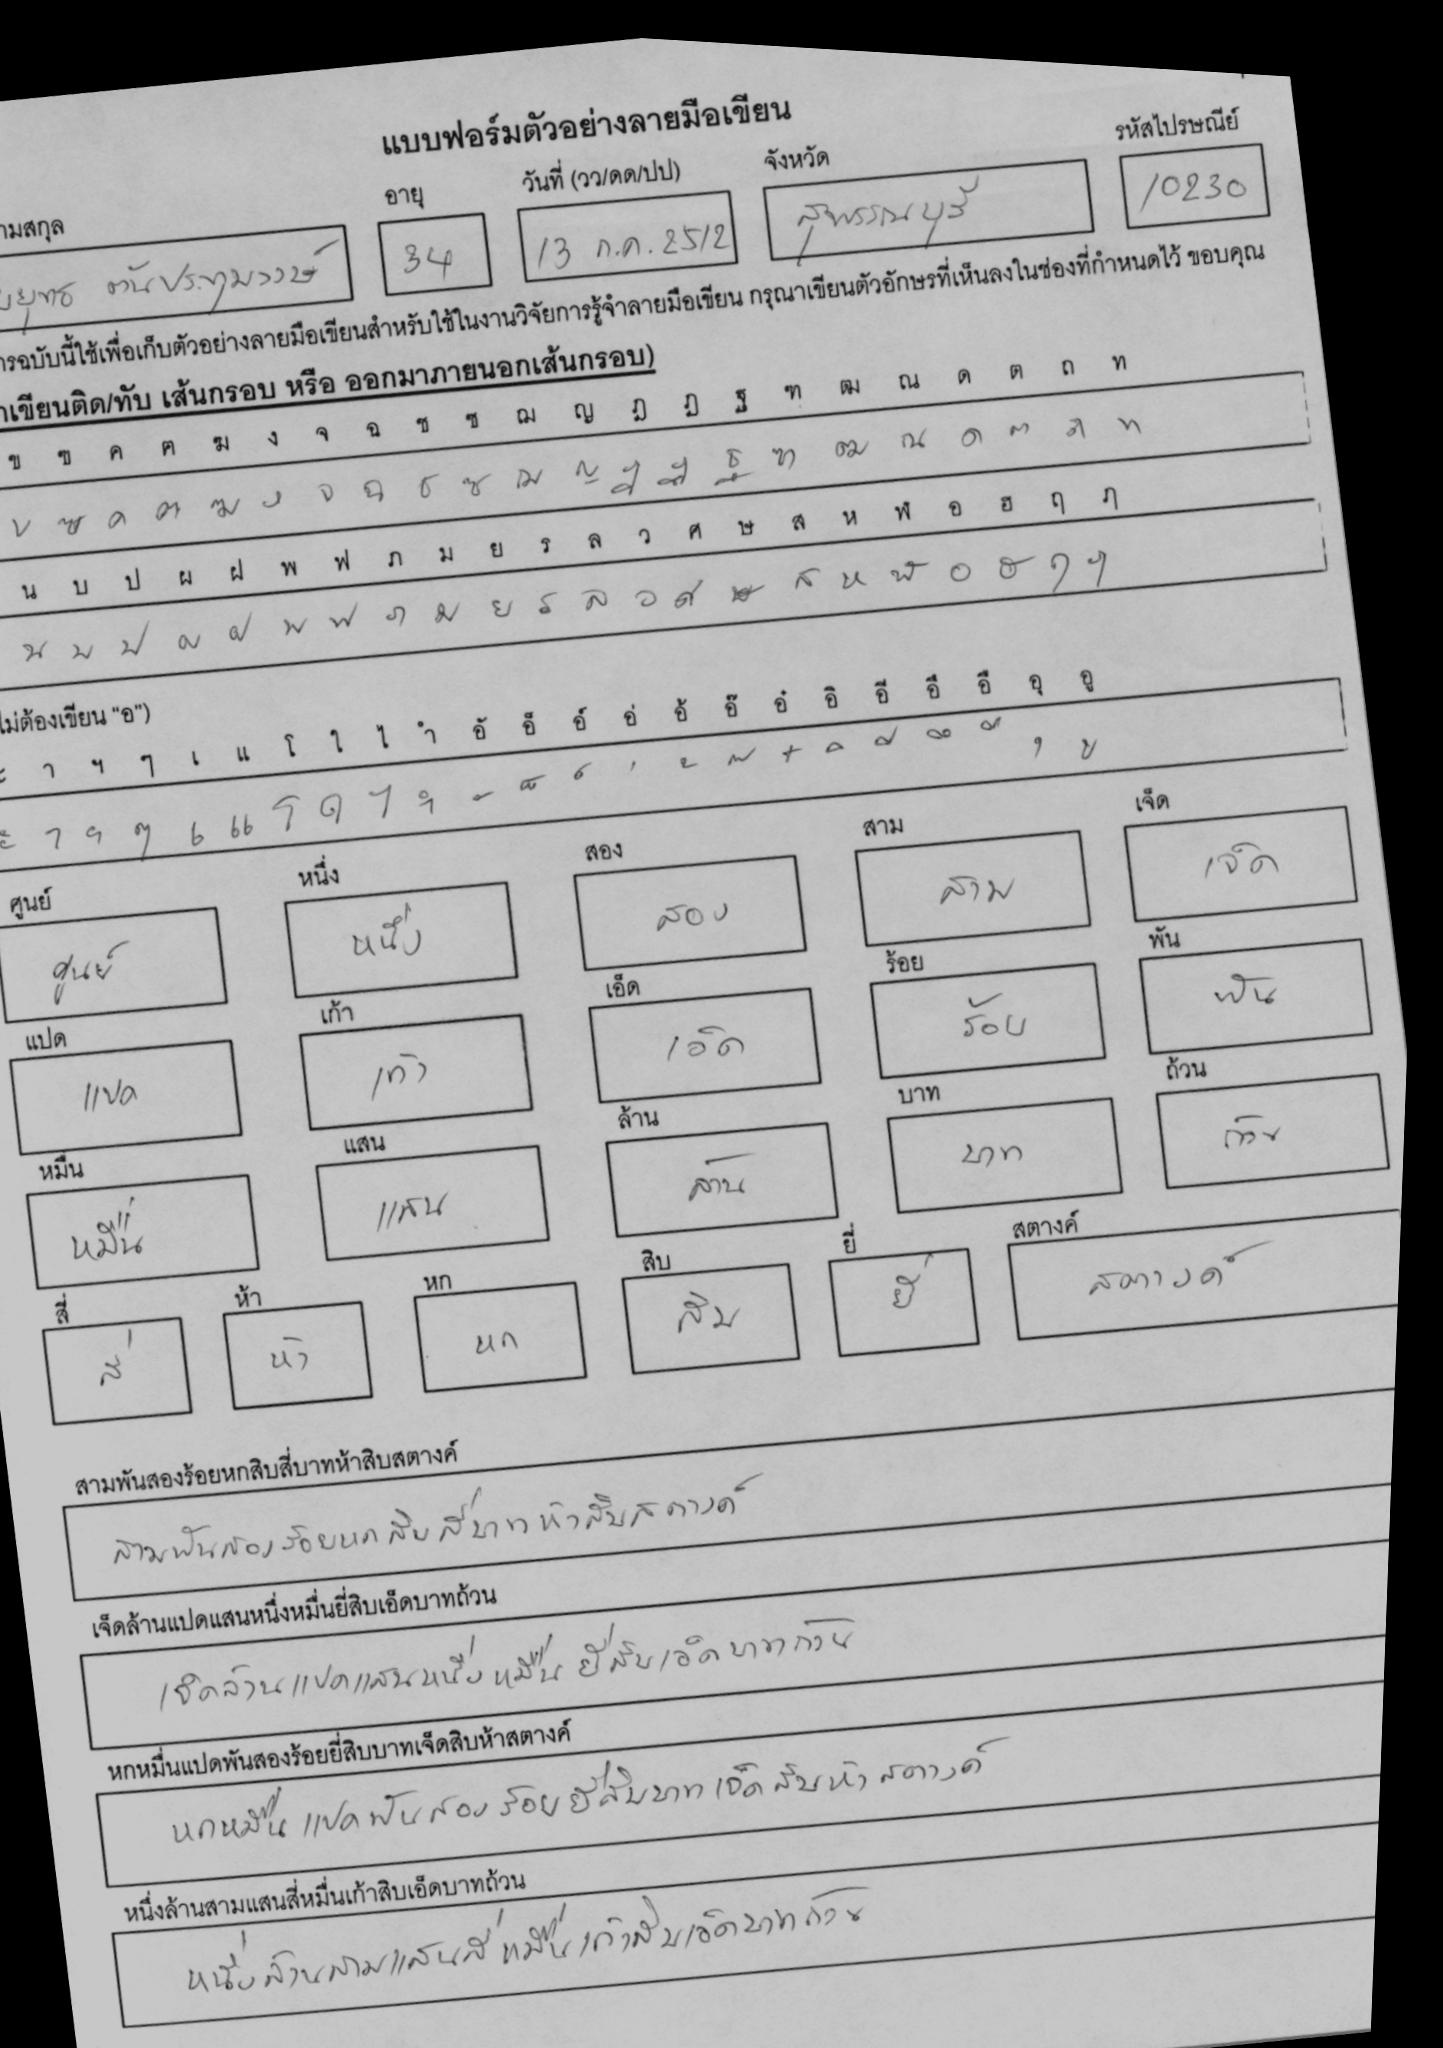 แบบฟอร์มตัวอย่างลายมือเขียน
ามสกุล อายุ วันที่ (วว/ดด/ปป) จังหวัด รหัสไปรษณีย์
34 13 ก.ค. 2512 สุพรรณบุรี 10230
ารฉบับนี้ใช้เพื่อเก็บตัวอย่างลายมือเขียนสำหรับใช้ในงานวิจัยการรู้จำลายมือเขียน กรุณาเขียนตัวอักษรที่เห็นลงในช่องที่กำหนดไว้ ขอบคุณ
าเขียนติด/ทับ เส้นกรอบ หรือ ออกมาภายนอกเส้นกรอบ)
ข ฃ ค ฅ ฆ ง จ ฉ ช ซ ฌ ญ ฎ ฏ ฐ ฑ ฒ ณ ด ต ถ ท
ข ฃ ค ฅ ฆ ง จ ฉ ช ซ ฌ ญ ฎ ฏ ฐ ฑ ฒ ณ ด ต ถ ท
น บ ป ผ ฝ พ ฟ ภ ม ย ร ล ว ศ ษ ส ห ฬ อ ฮ ฤ ฦ
น บ ป ผ ฝ พ ฟ ภ ม ย ร ล ว ศ ษ ส ห ฬ อ ฮ ฤ ฦ
ไม่ต้องเขียน “อ”)
ะ า ฯ ๆ เ แ โ ใ ไ ำ อั อ็ อ์ อ่ อ้ อ๊ อ๋ อิ อี อึ อื อุ อู
ะ า ฯ ๆ เ แ โ ใ ไ ำ ั ็ ์ ่ ้ ๊ ๋ ิ ี ึ ื ุ ู
ศูนย์ หนึ่ง สอง สาม เจ็ด
ศูนย์ หนึ่ง สอง สาม เจ็ด
แปด เก้า เอ็ด ร้อย พัน
แปด เก้า เอ็ด ร้อย พัน
หมื่น แสน ล้าน บาท ถ้วน
หมื่น แสน ล้าน บาท ถ้วน
สี่ ห้า หก สิบ ยี่ สตางค์
สี่ ห้า หก สิบ ยี่ สตางค์
สามพันสองร้อยหกสิบสี่บาทห้าสิบสตางค์
สามพันสองร้อยหกสิบสี่บาทห้าสิบสตางค์
เจ็ดล้านแปดแสนหนึ่งหมื่นยี่สิบเอ็ดบาทถ้วน
เจ็ดล้านแปดแสนหนึ่งหมื่นยี่สิบเอ็ดบาทถ้วน
หกหมื่นแปดพันสองร้อยยี่สิบบาทเจ็ดสิบห้าสตางค์
หกหมื่นแปดพันสองร้อยยี่สิบบาทเจ็ดสิบห้าสตางค์
หนึ่งล้านสามแสนสี่หมื่นเก้าสิบเอ็ดบาทถ้วน
หนึ่งล้านสามแสนสี่หมื่นเก้าสิบเอ็ดบาทถ้วน